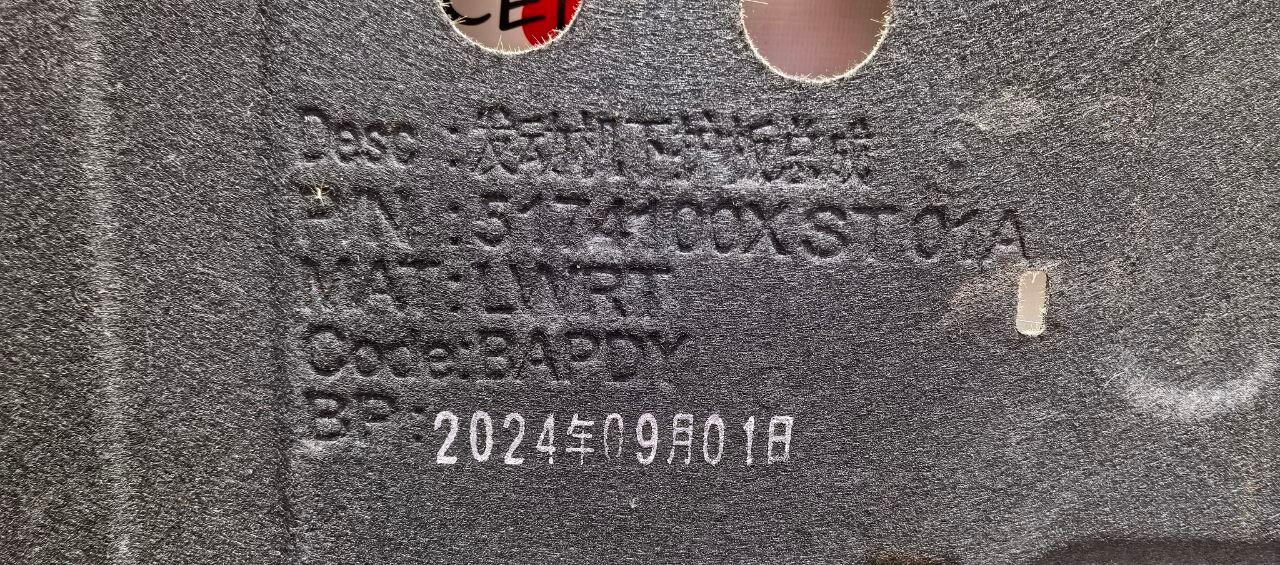 Desc :发动机下护板总成
P/N :5174100XST01A
MAT:LWRT
Code:BAPDY
BP:2024年09月01日